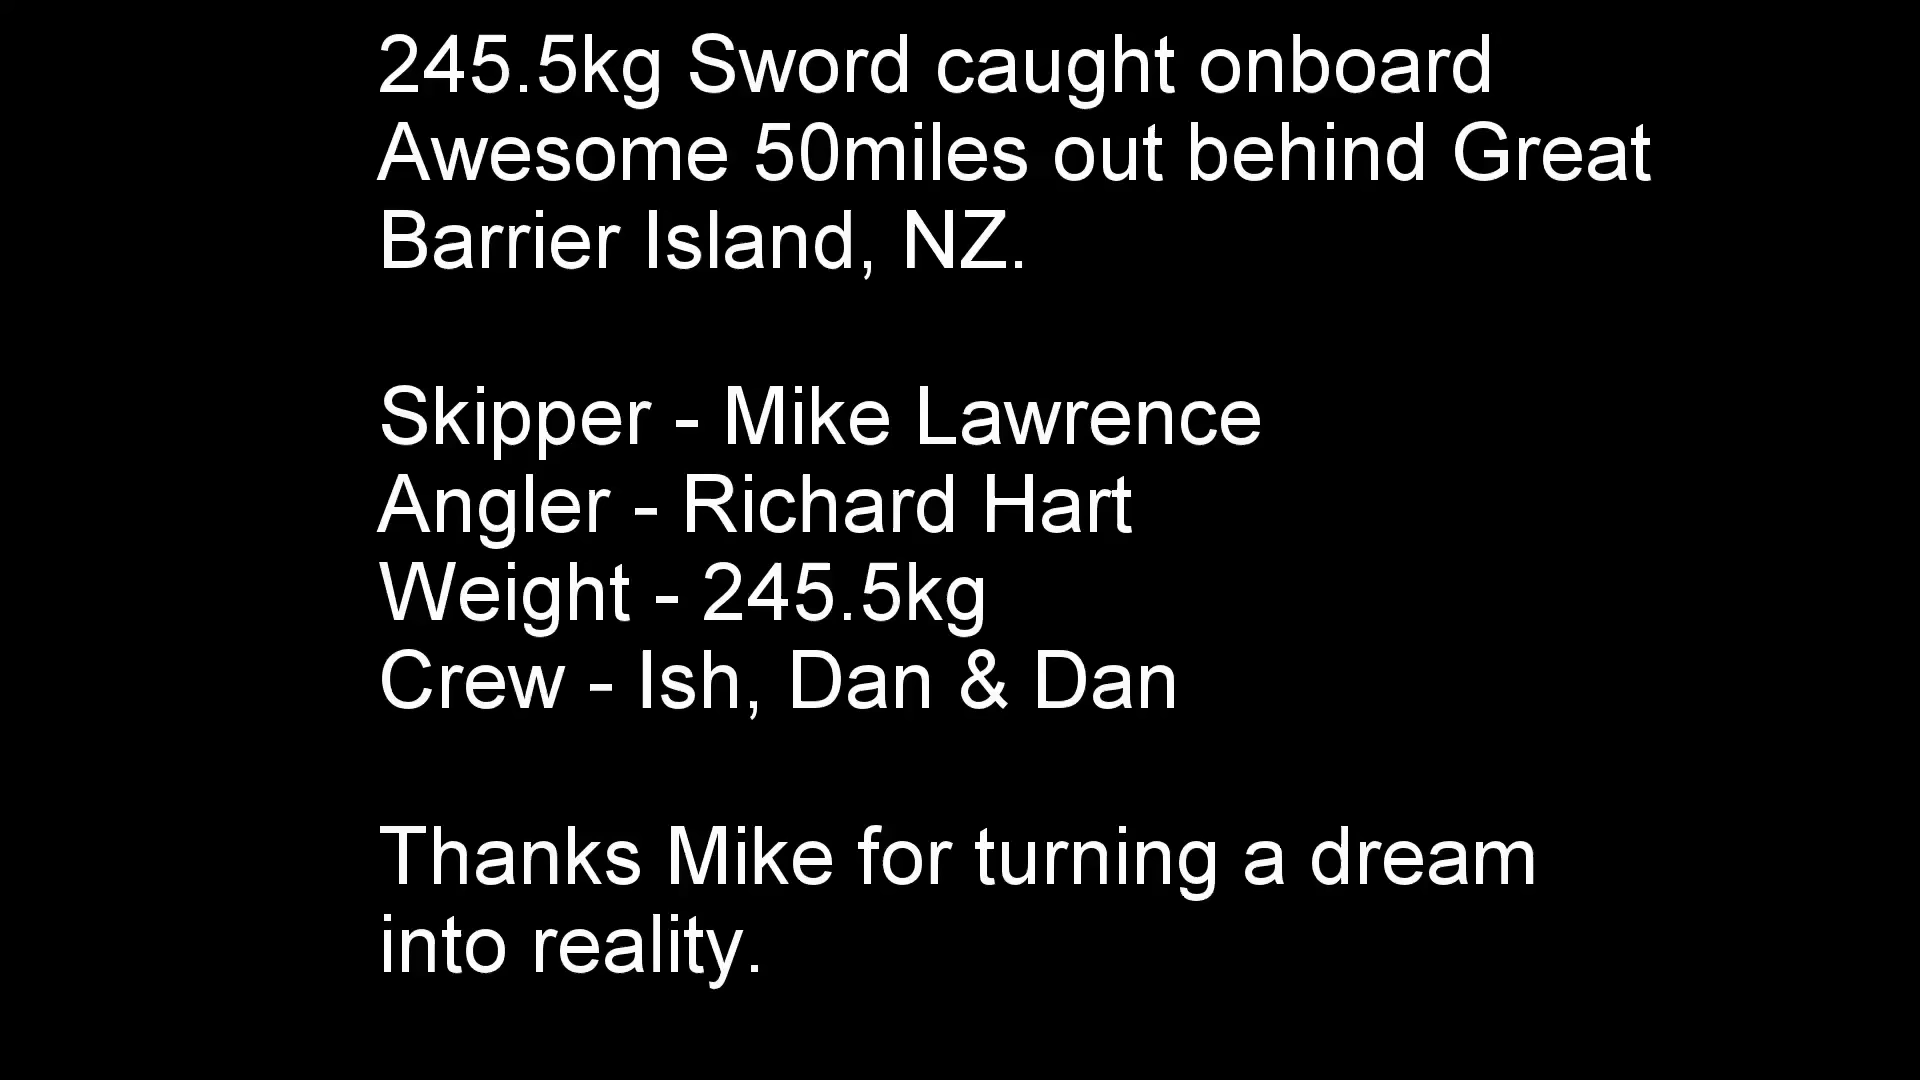 245.5kg Sword caught onboard
Awesome 50miles out behind Great
Barrier Island, NZ.
Skipper - Mike Lawrence
Angler - Richard Hart
Weight - 245.5kg
Crew - Ish, Dan & Dan
Thanks Mike for turning a dream
into reality.